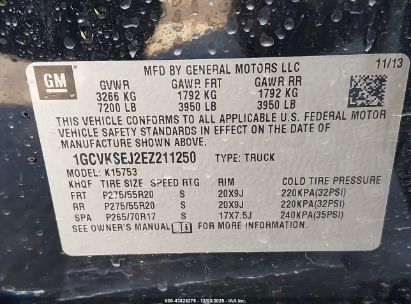 MFD BY GENERAL MOTORS LLC 11/13
GM
GVWR GAWR FRT GAWR RR
3266 KG 1792 KG 1792 KG
7200 LB 3950 LB 3950 LB
THIS VEHICLE CONFORMS TO ALL APPLICABLE U.S. FEDERAL MOTOR
VEHICLE SAFETY STANDARDS IN EFFECT ON THE DATE OF
MANUFACTURE SHOWN ABOVE.
1GCVKSEJ2EZ211250 TYPE: TRUCK
MODEL: K15753
KHQF TIRE SIZE SPEED RTG RIM COLD TIRE PRESSURE
FRT P275/55R20 S 20X9J 220KPA(32PSI)
RR P275/55R20 S 20X9J 220KPA(32PSI)
SPA P265/70R17 S 17X7.5J 240KPA(35PSI)
SEE OWNER'S MANUAL FOR MORE INFORMATION.